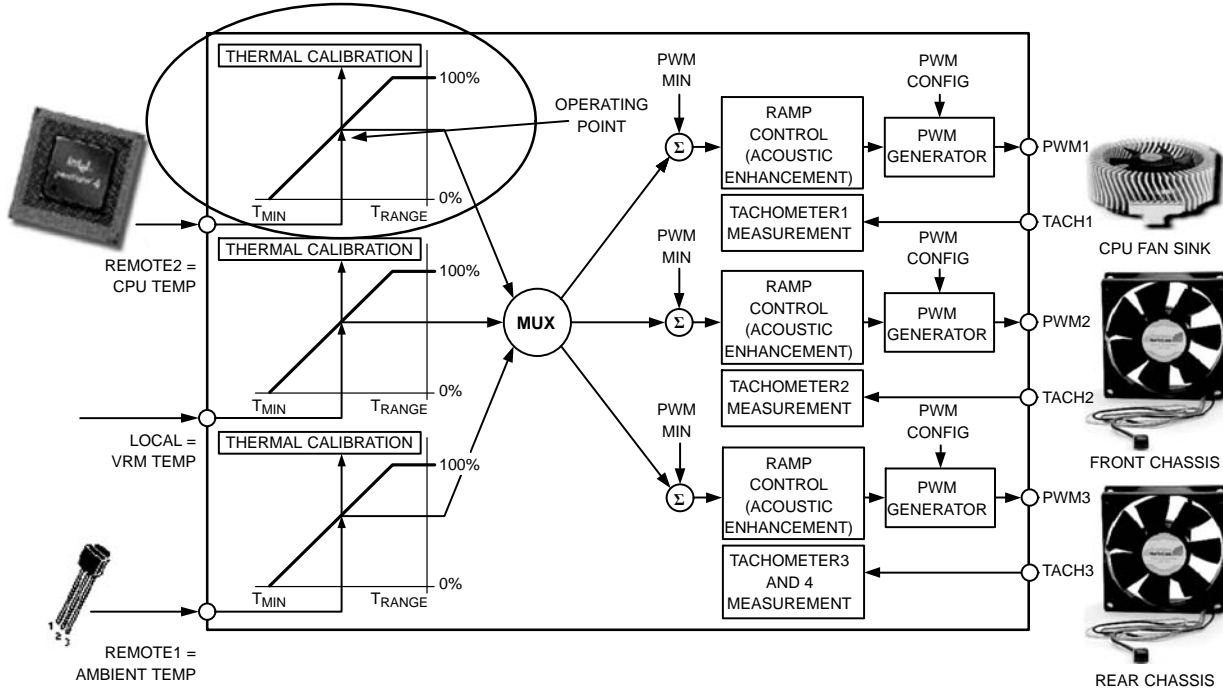 THERMAL CALIBRATION
100%
OPERATING
POINT
0%
TMIN
TRANGE
REMOTE2 =
CPU TEMP
THERMAL CALIBRATION
100%
0%
TMIN
TRANGE
LOCAL =
VRM TEMP
THERMAL CALIBRATION
100%
0%
TMIN
TRANGE
REMOTE1 =
AMBIENT TEMP
1
2
3
MUX
PWM
MIN
Σ
RAMP
CONTROL
(ACOUSTIC
ENHANCEMENT)
PWM
CONFIG
PWM
GENERATOR
PWM1
TACHOMETER1
MEASUREMENT
TACH1
CPU FAN SINK
PWM
MIN
Σ
RAMP
CONTROL
(ACOUSTIC
ENHANCEMENT)
PWM
CONFIG
PWM
GENERATOR
PWM2
TACHOMETER2
MEASUREMENT
TACH2
FRONT CHASSIS
PWM
MIN
Σ
RAMP
CONTROL
(ACOUSTIC
ENHANCEMENT)
PWM
CONFIG
PWM
GENERATOR
PWM3
TACHOMETER3
AND 4
MEASUREMENT
TACH3
REAR CHASSIS